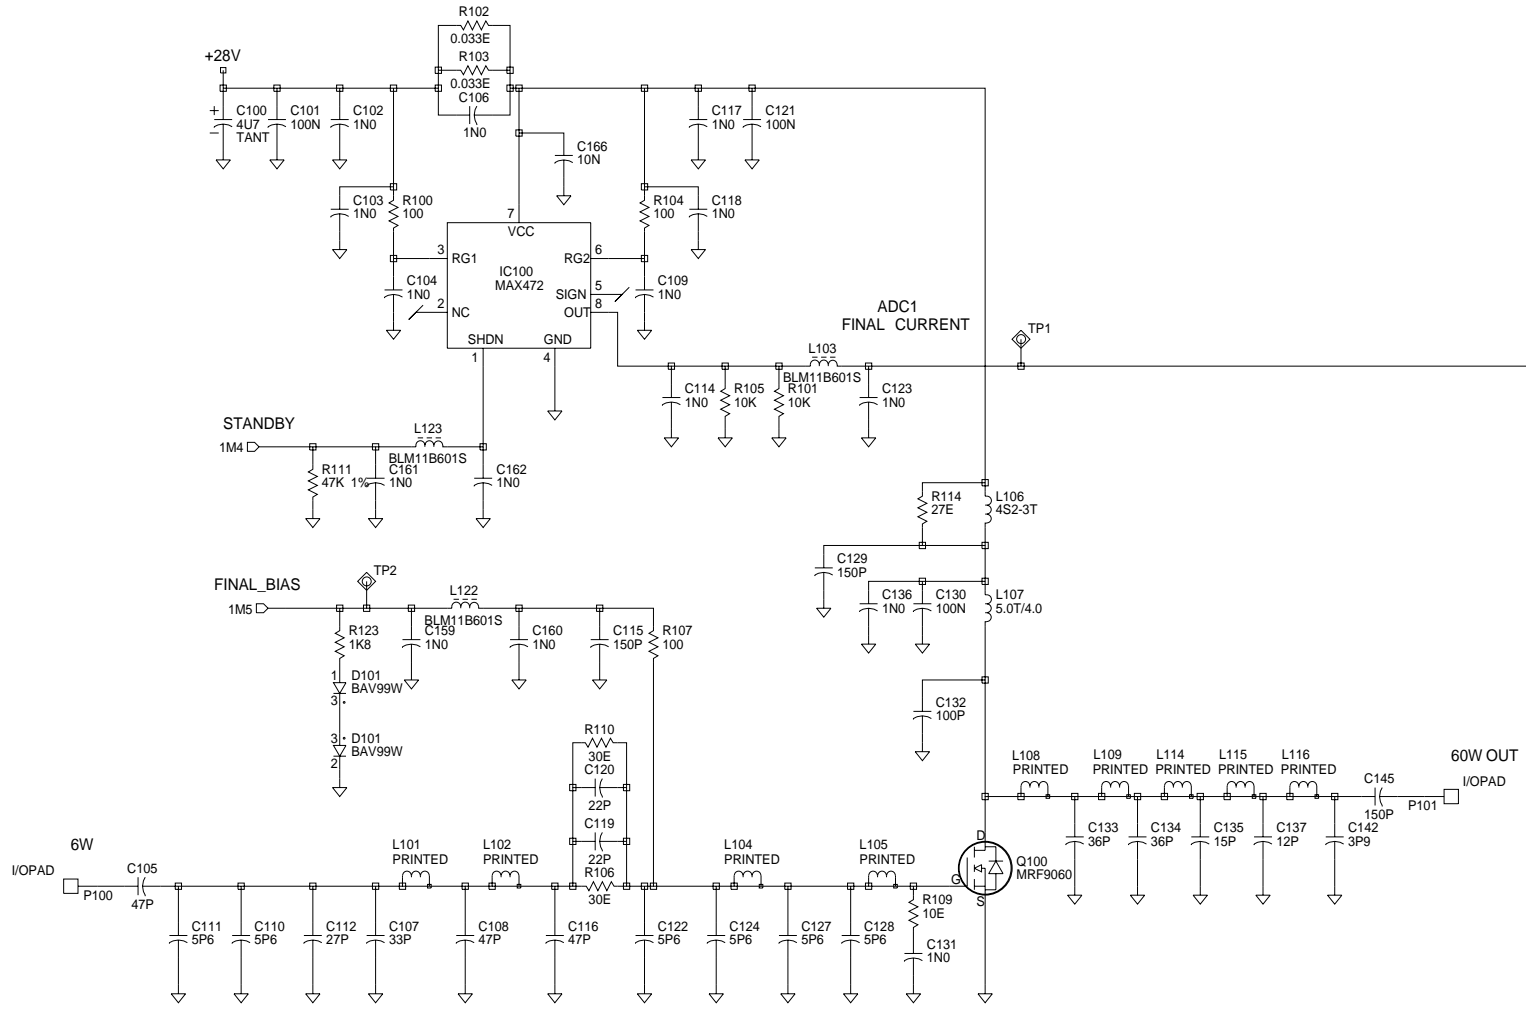 R102
0.033E
R103
0.033E
C106
1N0
+28V
+
−
C100
4U7
TANT
C101
100N
C102
1N0
C117
1N0
C121
100N
C166
10N
C103
1N0
R100
100
R104
100
C118
1N0
7
VCC
3
RG1
6
RG2
IC100
MAX472
C104
1N0
2
NC
5
SIGN
8
OUT
C109
1N0
SHDN
1
GND
4
ADC1
FINAL CURRENT
TP1
L103
BLM11B601S
C114
1N0
R105
10K
R101
10K
C123
1N0
STANDBY
1M4
L123
BLM11B601S
R111
47K 1%
C161
1N0
C162
1N0
R114
27E
L106
4S2-3T
C129
150P
C136
1N0
C130
100N
L107
5.0T/4.0
C132
100P
FINAL_BIAS
1M5
TP2
L122
BLM11B601S
R123
1K8
C159
1N0
C160
1N0
C115
150P
R107
100
1
D101
BAV99W
3
3
D101
BAV99W
2
R110
30E
C120
22P
C119
22P
R106
30E
L108
PRINTED
L109
PRINTED
L114
PRINTED
L115
PRINTED
L116
PRINTED
C145
150P
60W OUT
I/OPAD
P101
C133
36P
C134
36P
C135
15P
C137
12P
C142
3P9
6W
I/OPAD
P100
C105
47P
L101
PRINTED
L102
PRINTED
L104
PRINTED
L105
PRINTED
D
G
S
Q100
MRF9060
R109
10E
C131
1N0
C111
5P6
C110
5P6
C112
27P
C107
33P
C108
47P
C116
47P
C122
5P6
C124
5P6
C127
5P6
C128
5P6